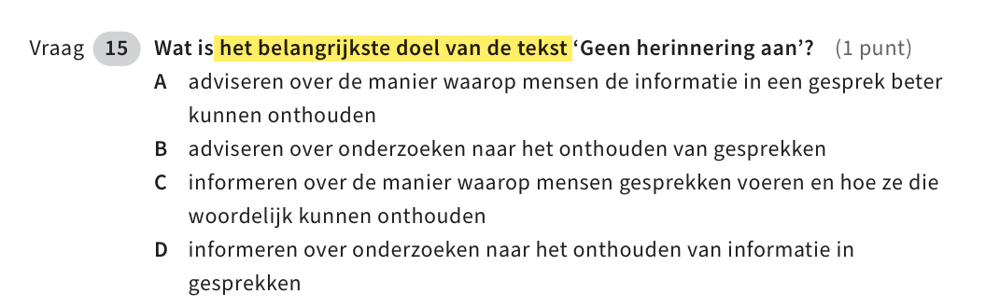 Vraag 15 Wat is het belangrijkste doel van de tekst ‘Geen herinnering aan’? (1 punt)
A adviseren over de manier waarop mensen de informatie in een gesprek beter
kunnen onthouden
B adviseren over onderzoeken naar het onthouden van gesprekken
C informeren over de manier waarop mensen gesprekken voeren en hoe ze die
woordelijk kunnen onthouden
D informeren over onderzoeken naar het onthouden van informatie in
gesprekken